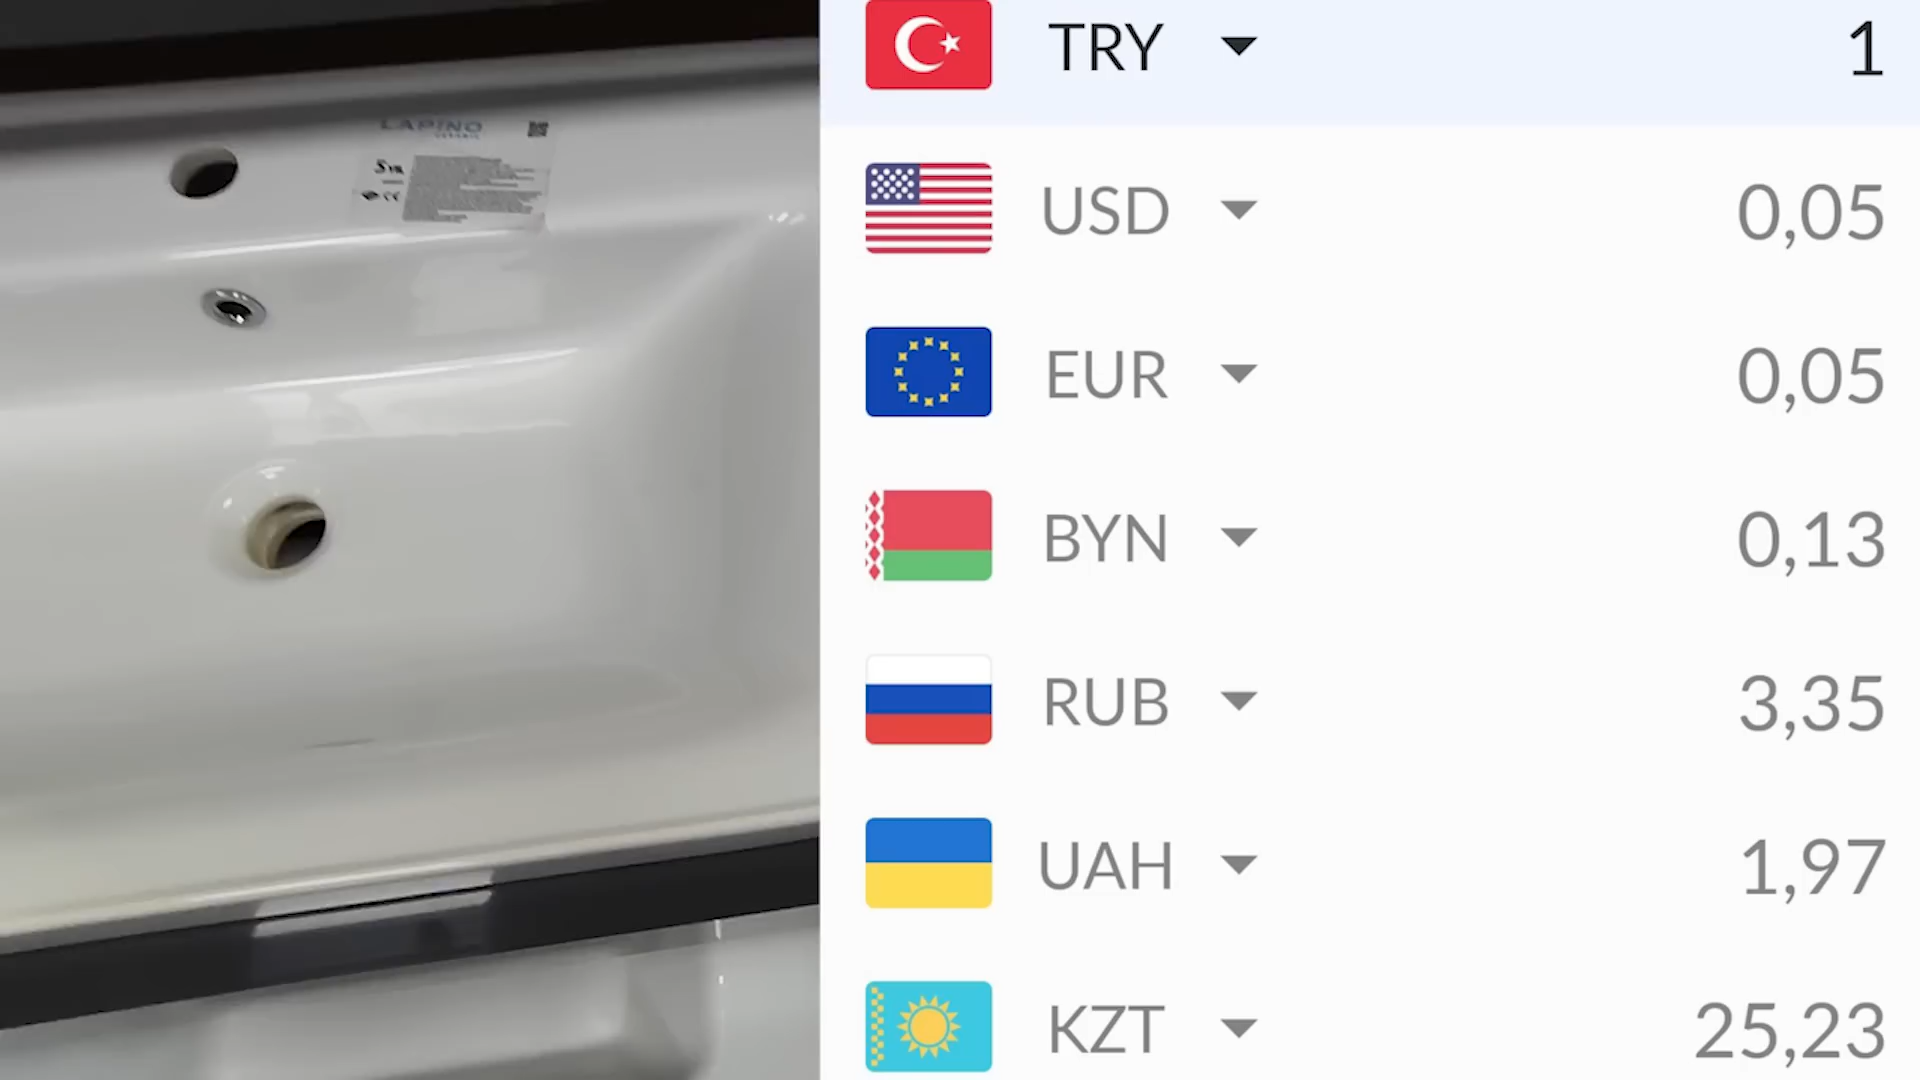 LAPINO
TRY 1
USD 0,05
EUR 0,05
BYN 0,13
RUB 3,35
UAH 1,97
KZT 25,23